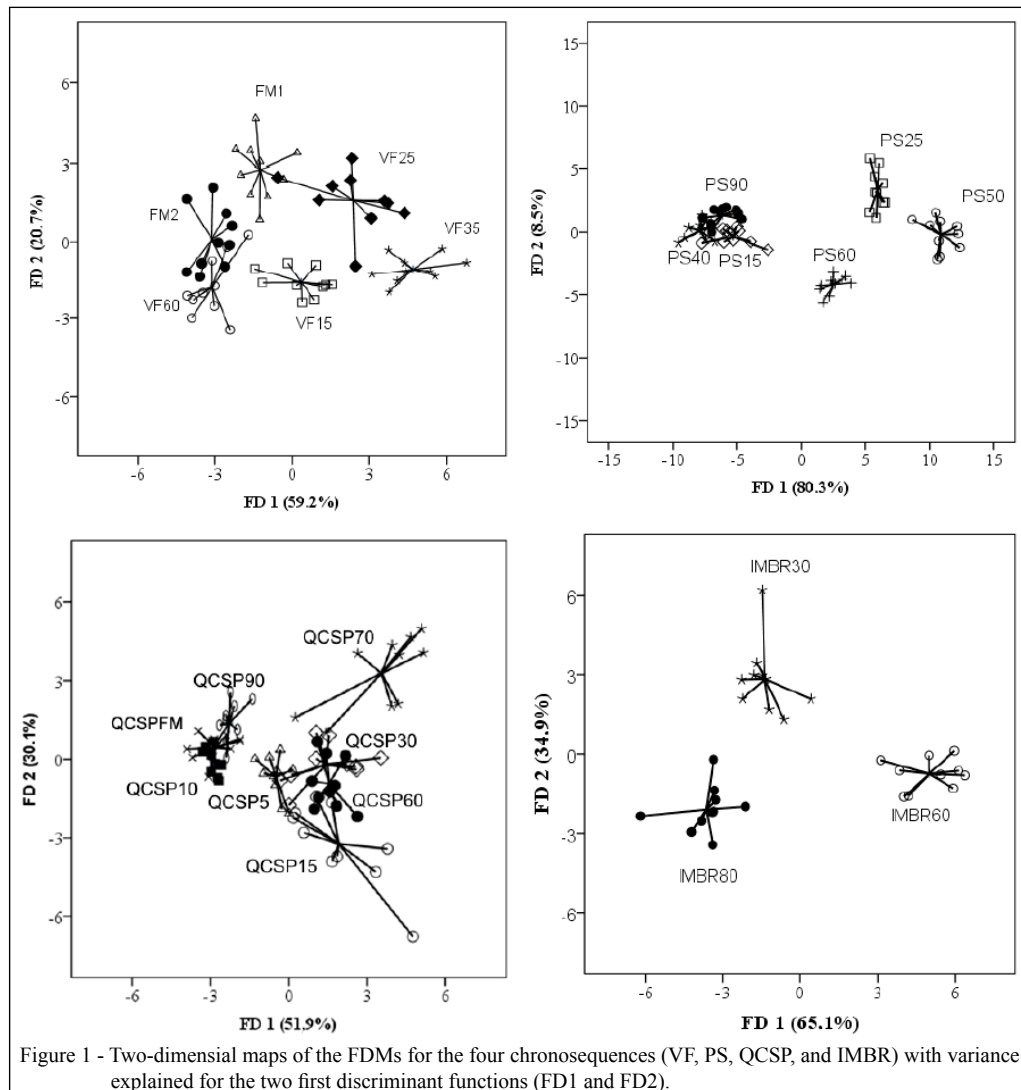 6
3
0
-3
-6
FD 2 (20.7%)
FM1
VF25
FM2
VF35
VF60
VF15
-6
-3
0
3
6
FD 1 (59.2%)
15
10
5
0
-5
-10
-15
FD 2 (8.5%)
PS25
PS90
PS50
PS40
PS15
PS60
-15
-10
-5
0
5
10
15
FD 1 (80.3%)
6
3
0
-3
-6
FD 2 (30.1%)
QCSP70
QCSP90
QCSPFM
QCSP30
QCSP10
QCSP5
QCSP60
QCSP15
-6
-3
0
3
6
FD 1 (51.9%)
6
3
0
-3
-6
FD 2 (34.9%)
IMBR30
IMBR60
IMBR80
-6
-3
0
3
6
FD 1 (65.1%)
Figure 1 - Two-dimensial maps of the FDMs for the four chronosequences (VF, PS, QCSP, and IMBR) with variance
explained for the two first discriminant functions (FD1 and FD2).